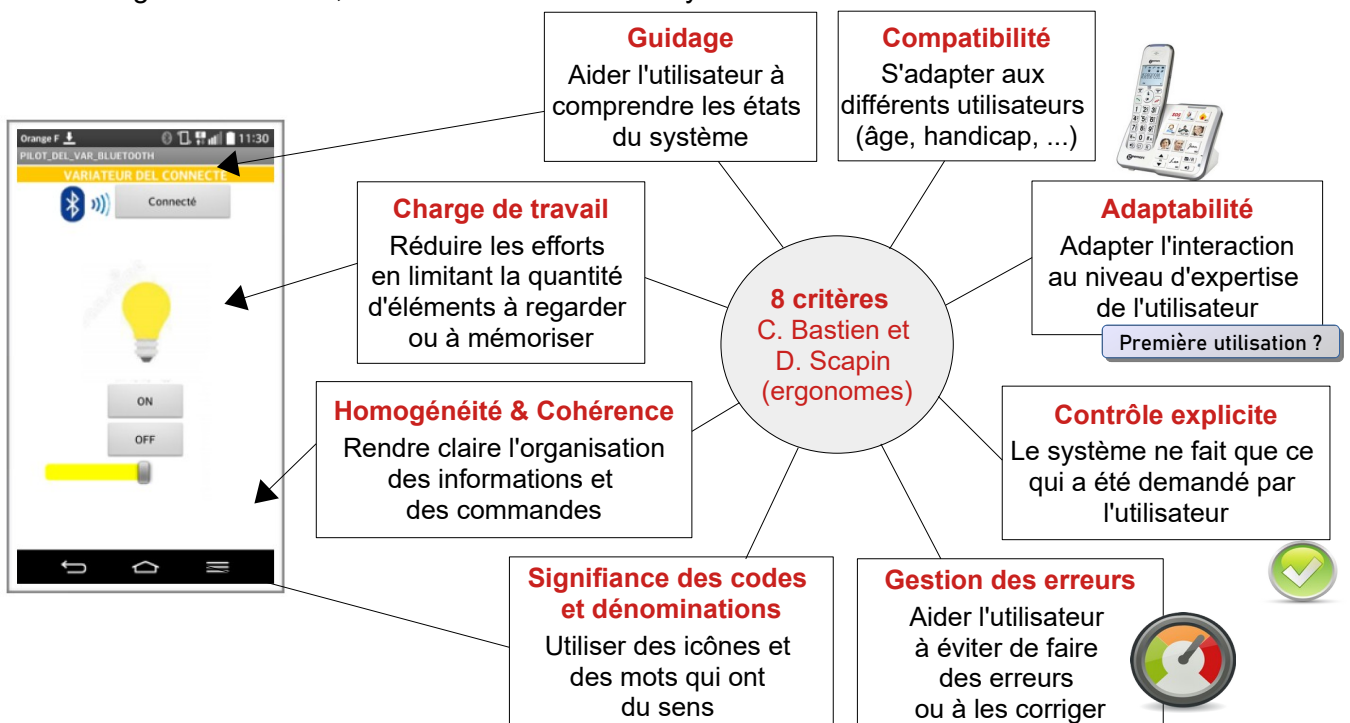 Guidage
Aider l'utilisateur à
comprendre les états
du système
Compatibilité
S'adapter aux
différents utilisateurs
(âge, handicap, ...)
Orange F
11:30
PILOT_DEL_VAR_BLUETOOTH
VARIATEUR DEL CONNECTÉ
Connecté
ON
OFF
Charge de travail
Réduire les efforts
en limitant la quantité
d'éléments à regarder
ou à mémoriser
Adaptabilité
Adapter l'interaction
au niveau d'expertise
de l'utilisateur
Première utilisation ?
8 critères
C. Bastien et
D. Scapin
(ergonomes)
Homogénéité & Cohérence
Rendre claire l'organisation
des informations et
des commandes
Contrôle explicite
Le système ne fait que ce
qui a été demandé par
l'utilisateur
Signifiance des codes
et dénominations
Utiliser des icônes et
des mots qui ont
du sens
Gestion des erreurs
Aider l'utilisateur
à éviter de faire
des erreurs
ou à les corriger